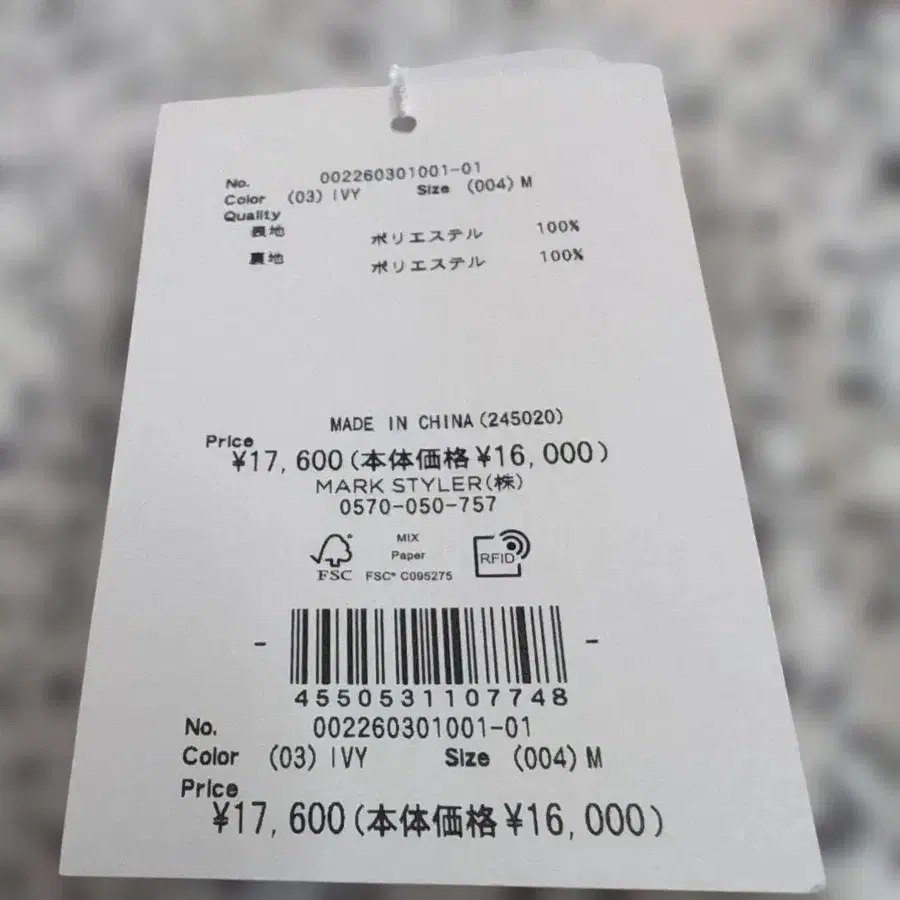 No. 002260301001-01
Color (03) IVY Size (004) M
Quality
表地 ポリエステル 100%
裏地 ポリエステル 100%
MADE IN CHINA (245020)
Price
¥17,600 (本体価格 ¥16,000)
MARK STYLER (株)
0570-050-757
MIX
Paper
FSC FSC® C095275
RFID
4550531107748
No. 002260301001-01
Color (03) IVY Size (004) M
Price
¥17,600 (本体価格 ¥16,000)